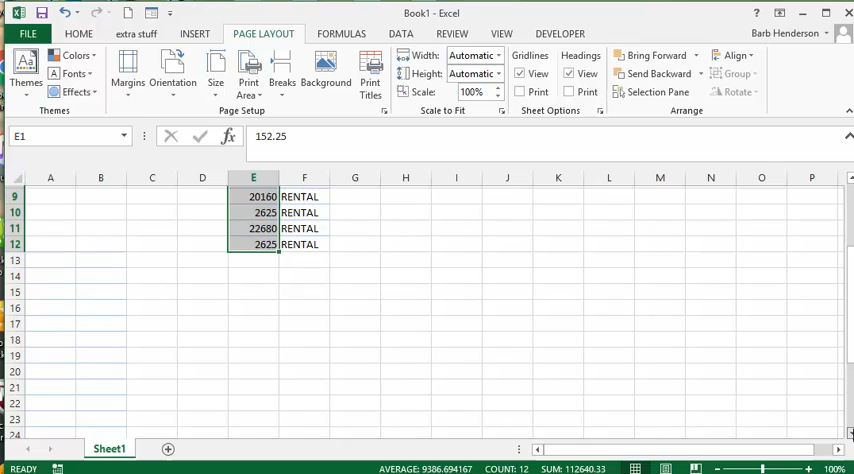 Book1 - Excel
FILE HOME extra stuff INSERT PAGE LAYOUT FORMULAS DATA REVIEW VIEW DEVELOPER Barb Henderson
Aa Themes Colors Fonts Effects
Themes
Margins Orientation Size Print Area Breaks Background Print Titles
Page Setup
Width: Automatic
Height: Automatic
Scale: 100%
Scale to Fit
Gridlines Headings
View View
Print Print
Sheet Options
Bring Forward Align
Send Backward Group
Selection Pane Rotate
Arrange
E1 fx 152.25
A B C D E F G H I J K L M N O P
9 20160 RENTAL
10 2625 RENTAL
11 22680 RENTAL
12 2625 RENTAL
13
14
15
16
17
18
19
20
21
22
23
24
Sheet1
READY AVERAGE: 9386.694167 COUNT: 12 SUM: 112640.33 100%